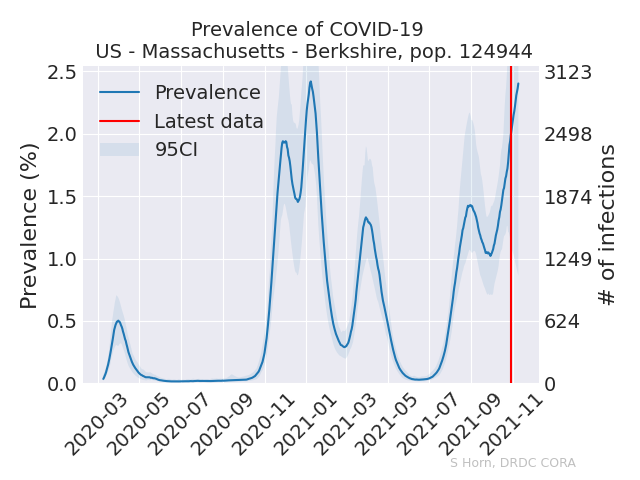 Prevalence of COVID-19
US - Massachusetts - Berkshire, pop. 124944
2.5
2.0
1.5
1.0
0.5
0.0
Prevalence (%)
Prevalence
Latest data
95CI
3123
2498
1874
1249
624
0
# of infections
2020-03
2020-05
2020-07
2020-09
2020-11
2021-01
2021-03
2021-05
2021-07
2021-09
2021-11
S Horn, DRDC CORA